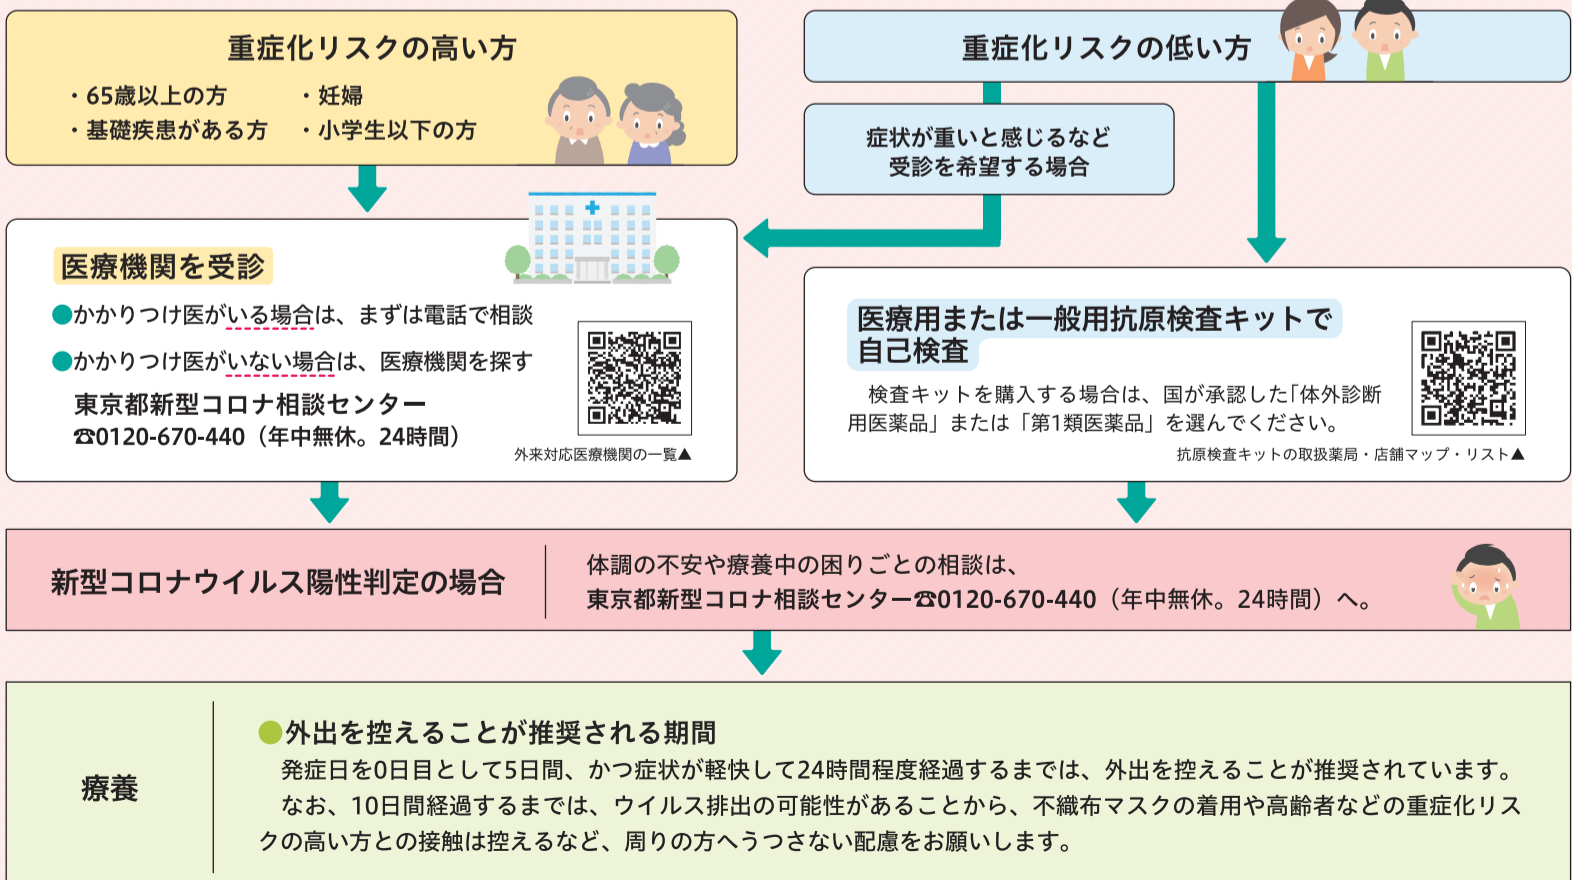 重症化リスクの高い方
・65歳以上の方
・妊婦
・基礎疾患がある方
・小学生以下の方
重症化リスクの低い方
症状が重いと感じるなど
受診を希望する場合
医療機関を受診
●かかりつけ医がいる場合は、まずは電話で相談
●かかりつけ医がいない場合は、医療機関を探す
東京都新型コロナ相談センター
☎0120-670-440（年中無休。24時間）
外来対応医療機関の一覧▲
医療用または一般用抗原検査キットで
自己検査
検査キットを購入する場合は、国が承認した「体外診断
用医薬品」または「第1類医薬品」を選んでください。
抗原検査キットの取扱薬局・店舗マップ・リスト▲
新型コロナウイルス陽性判定の場合
体調の不安や療養中の困りごとの相談は、
東京都新型コロナ相談センター☎0120-670-440（年中無休。24時間）へ。
療養
●外出を控えることが推奨される期間
発症日を0日目として5日間、かつ症状が軽快して24時間程度経過するまでは、外出を控えることが推奨されています。
なお、10日間経過するまでは、ウイルス排出の可能性があることから、不織布マスクの着用や高齢者などの重症化リス
クの高い方との接触は控えるなど、周りの方へうつさない配慮をお願いします。